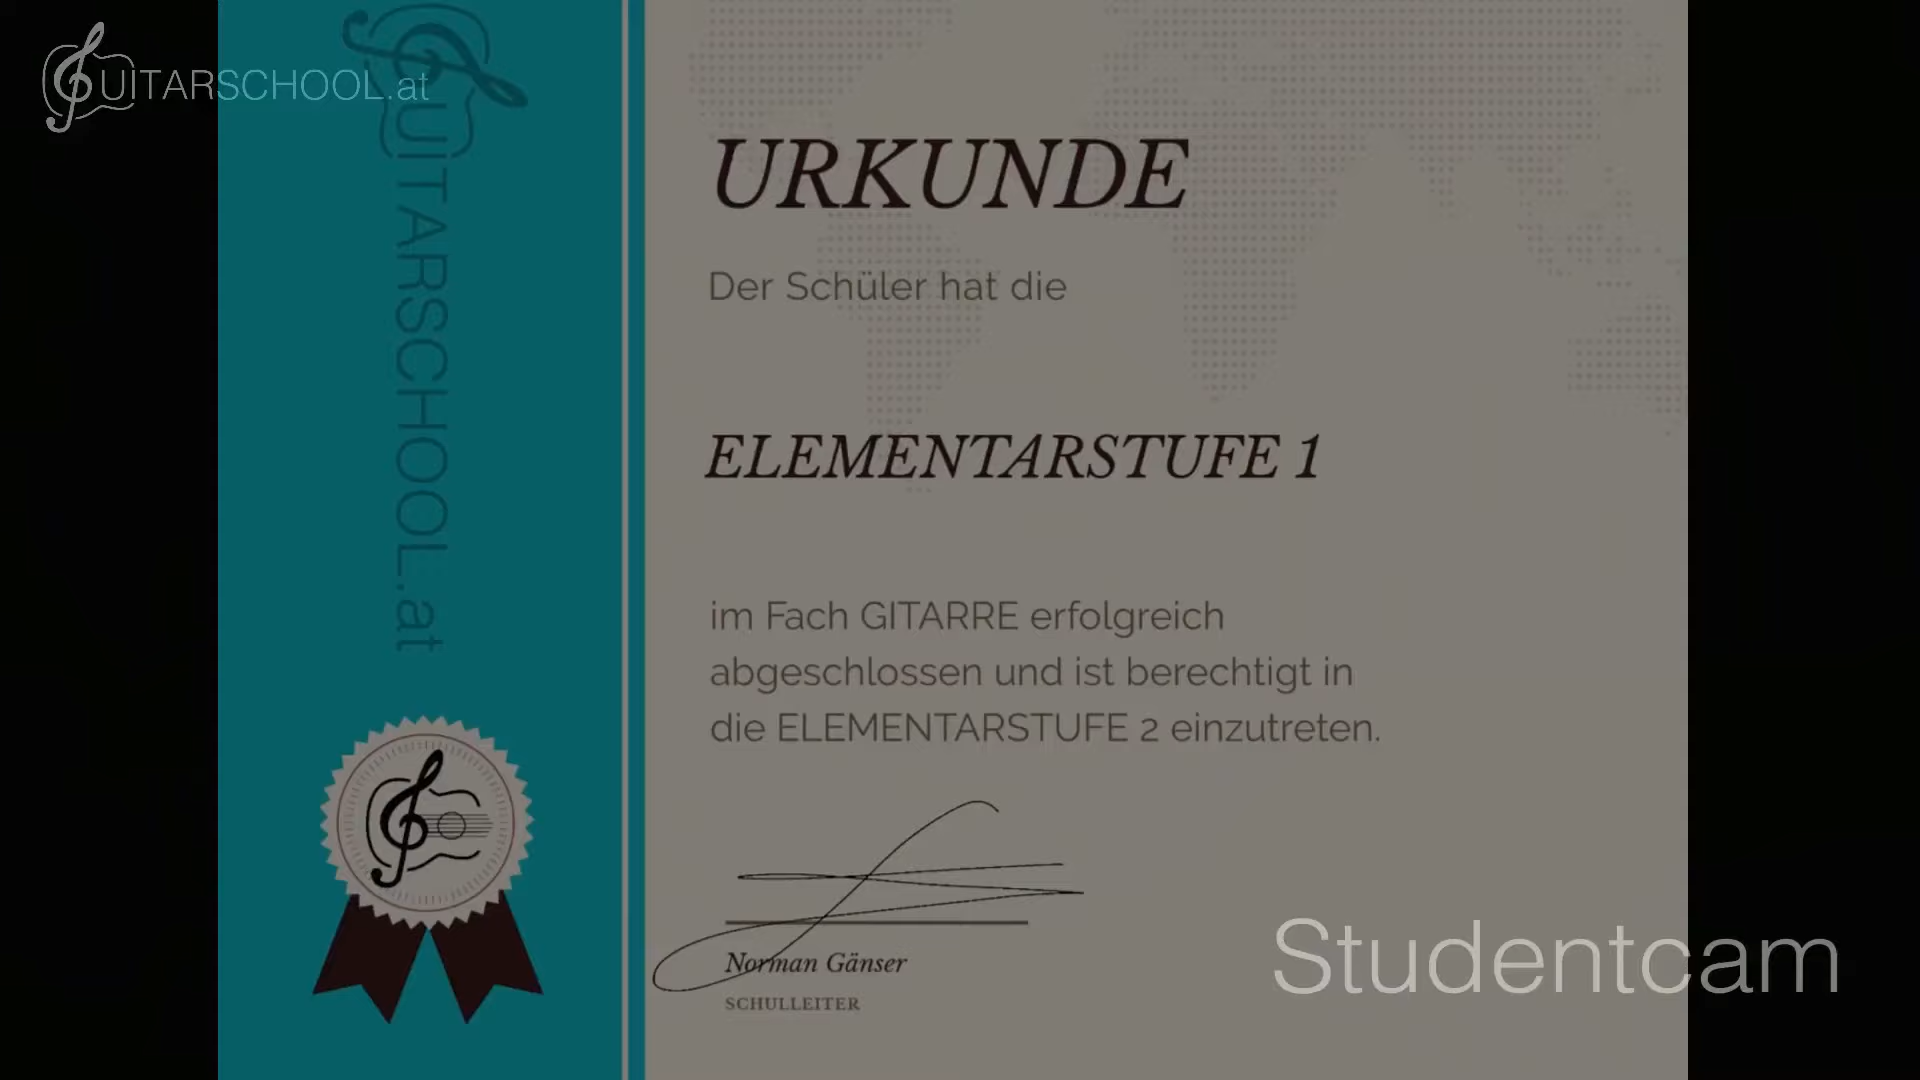 GUITARSCHOOL.at
GUITARSCHOOL.at
URKUNDE
Der Schüler hat die
ELEMENTARSTUFE 1
im Fach GITARRE erfolgreich
abgeschlossen und ist berechtigt in
die ELEMENTARSTUFE 2 einzutreten.
Norman Gänser
SCHULLEITER
Studentcam